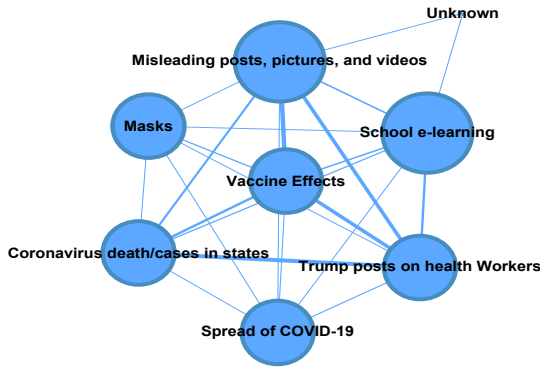 Unknown
Misleading posts, pictures, and videos
Masks
School e-learning
Vaccine Effects
Coronavirus death/cases in states
Trump posts on health Workers
Spread of COVID-19